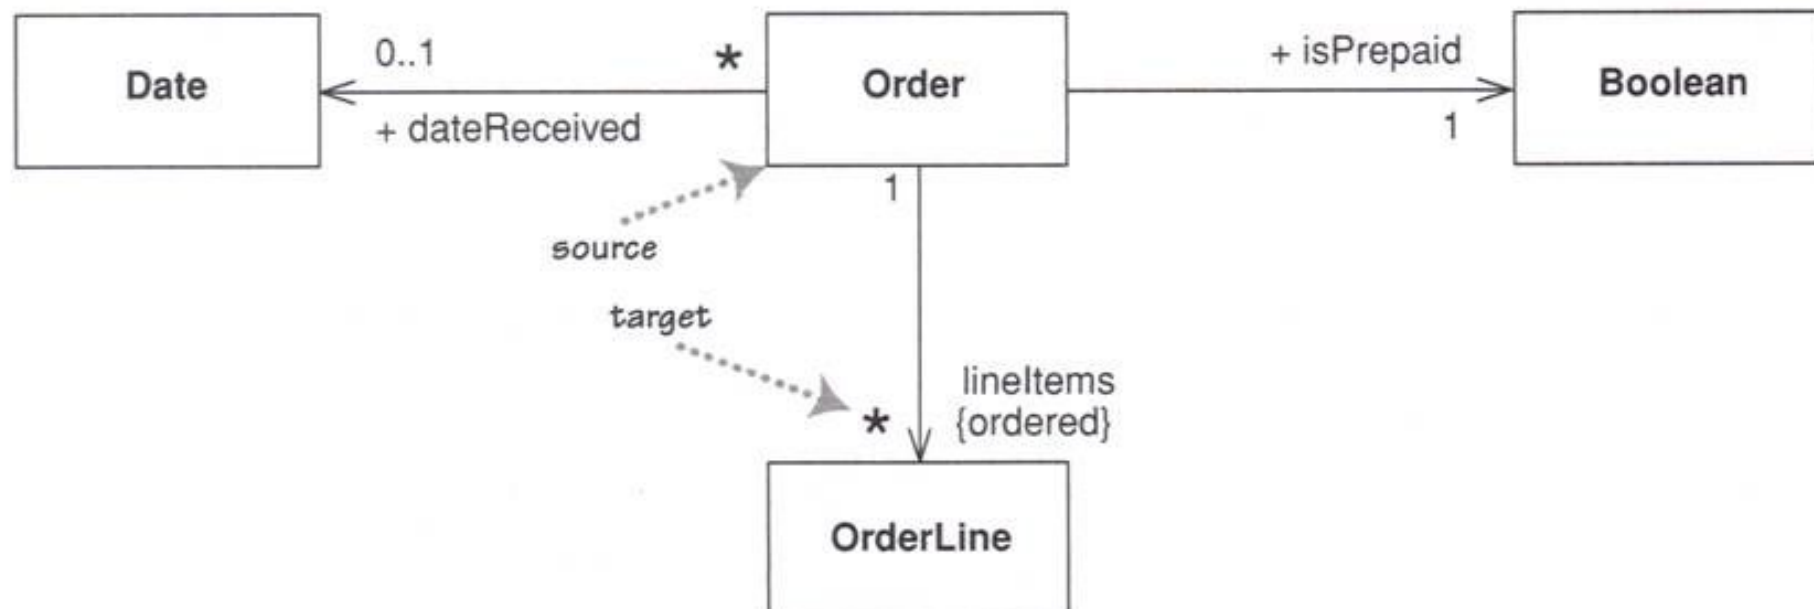 0..1
*
+ isPrepaid
Date
Order
Boolean
+ dateReceived
1
1
source
target
lineItems
*
{ordered}
OrderLine